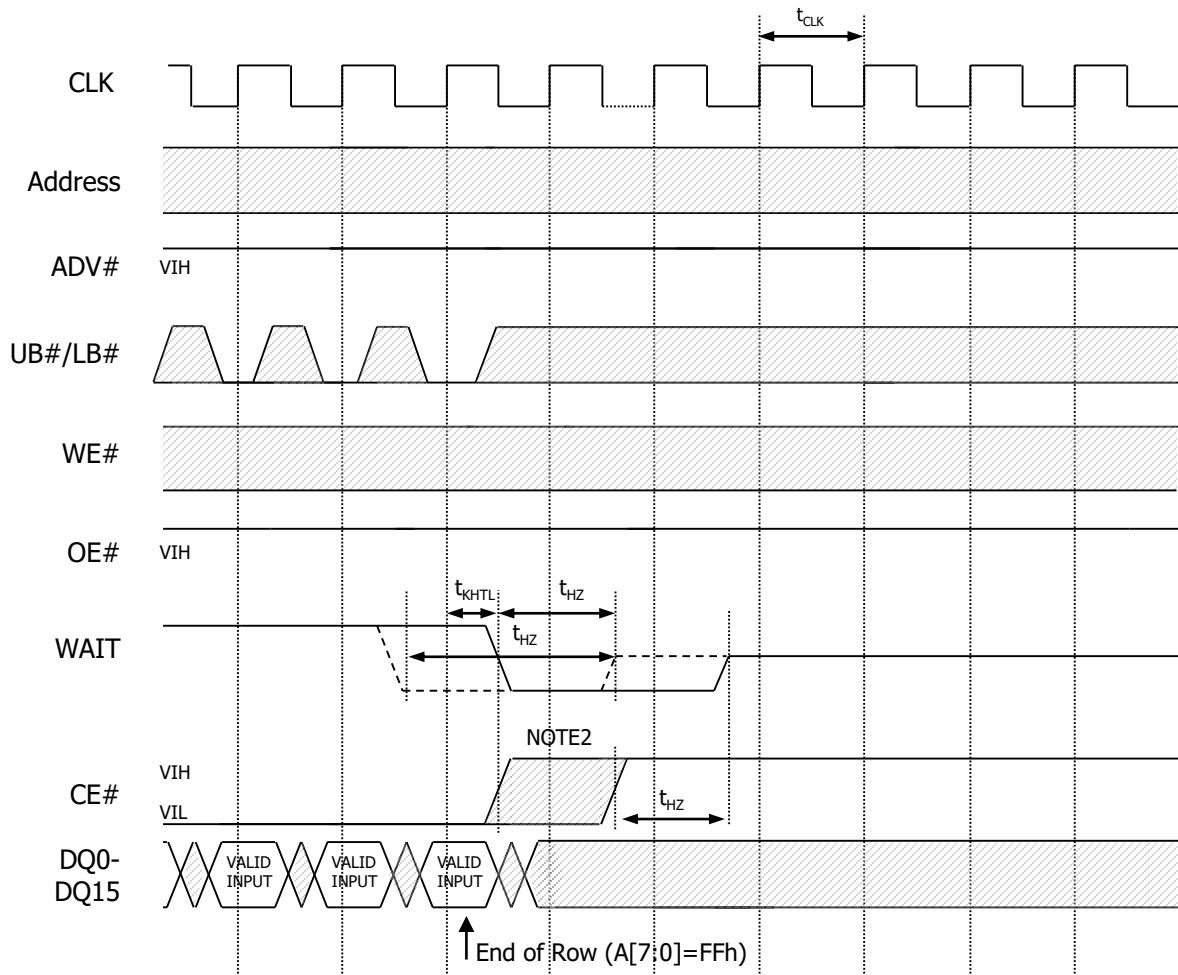 tCLK
CLK
Address
ADV#
VIH
UB#/LB#
WE#
OE#
VIH
tKHTL
tHZ
tHZ
WAIT
NOTE2
VIH
CE#
VIL
tHZ
DQ0-
DQ15
VALID
INPUT
VALID
INPUT
VALID
INPUT
End of Row (A[7:0]=FFh)